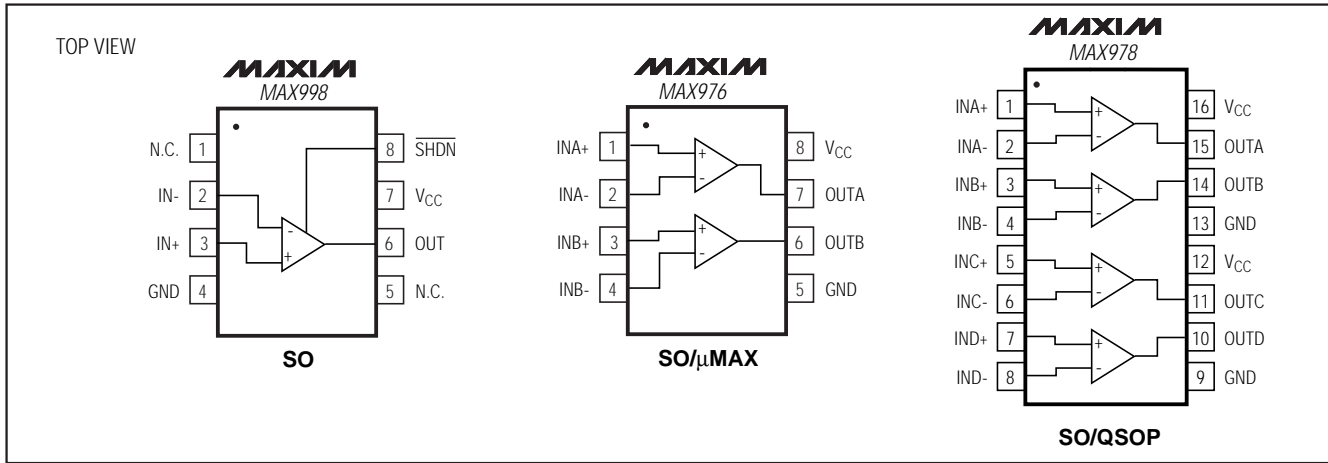 TOP VIEW
MAXIM
MAX998
N.C. 1
IN- 2
IN+ 3
GND 4
8 SHDN
7 VCC
6 OUT
5 N.C.
-
+
SO
MAXIM
MAX976
INA+ 1
INA- 2
INB+ 3
INB- 4
8 VCC
7 OUTA
6 OUTB
5 GND
+
-
+
-
SO/μMAX
MAXIM
MAX978
INA+ 1
INA- 2
INB+ 3
INB- 4
INC+ 5
INC- 6
IND+ 7
IND- 8
16 VCC
15 OUTA
14 OUTB
13 GND
12 VCC
11 OUTC
10 OUTD
9 GND
+
-
+
-
+
-
+
-
SO/QSOP